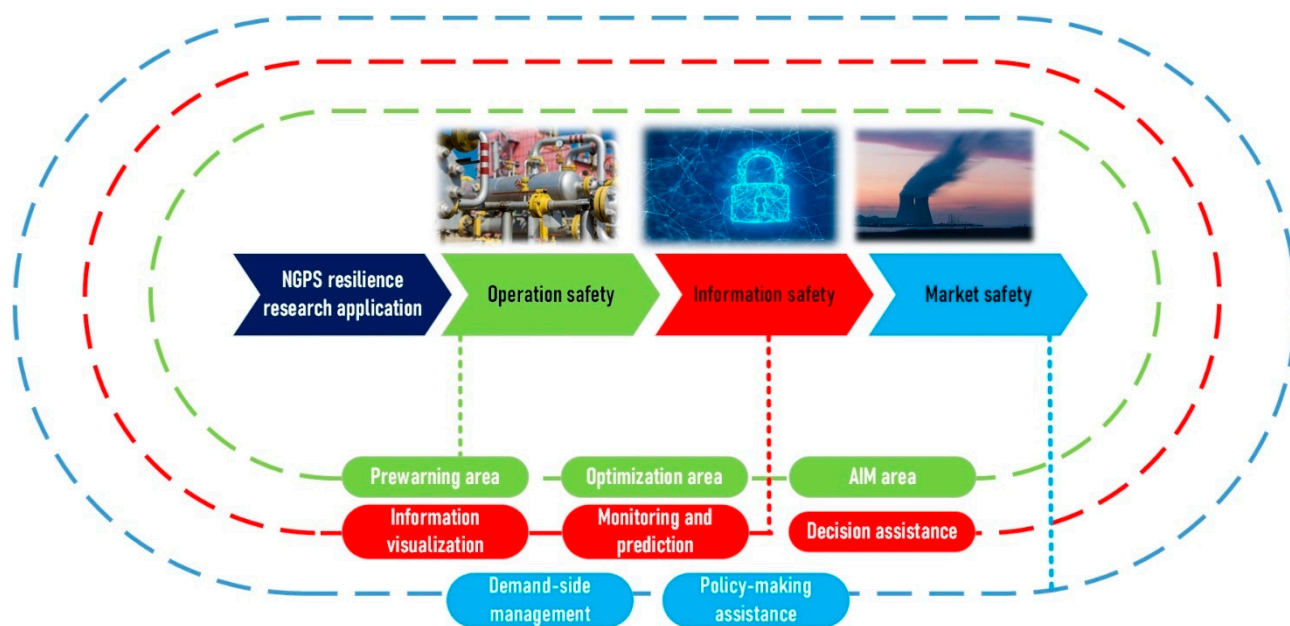 NGPS resilience
research application
Operation safety
Information safety
Market safety
Prewarning area
Optimization area
AIM area
Information
visualization
Monitoring and
prediction
Decision assistance
Demand-side
management
Policy-making
assistance